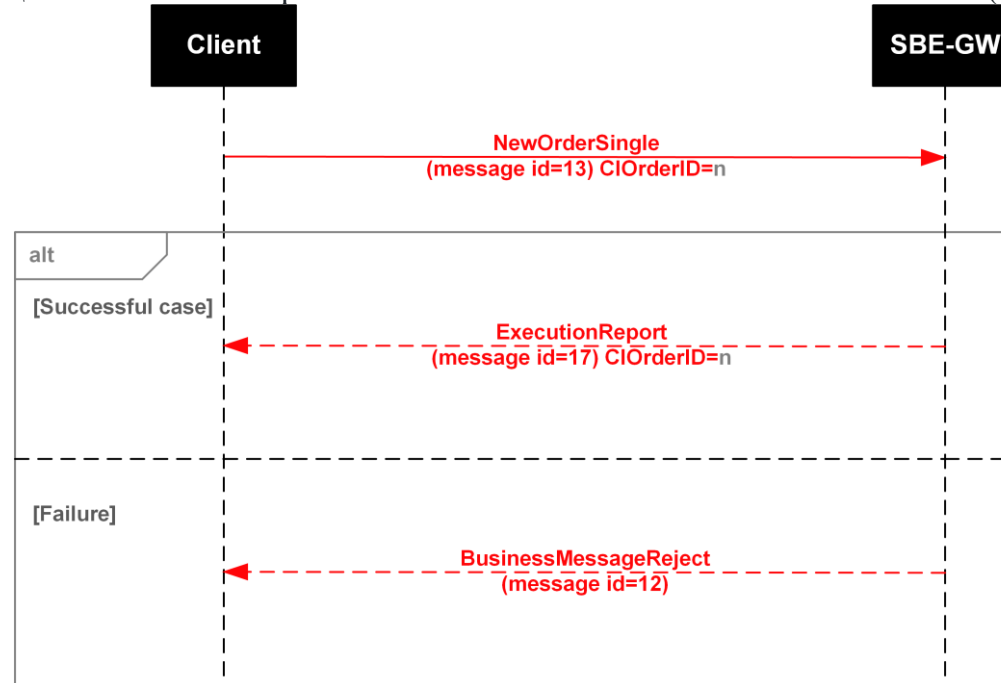 Client
SBE-GW
NewOrderSingle
(message id=13) ClOrderID=n
alt
[Successful case]
ExecutionReport
(message id=17) ClOrderID=n
[Failure]
BusinessMessageReject
(message id=12)